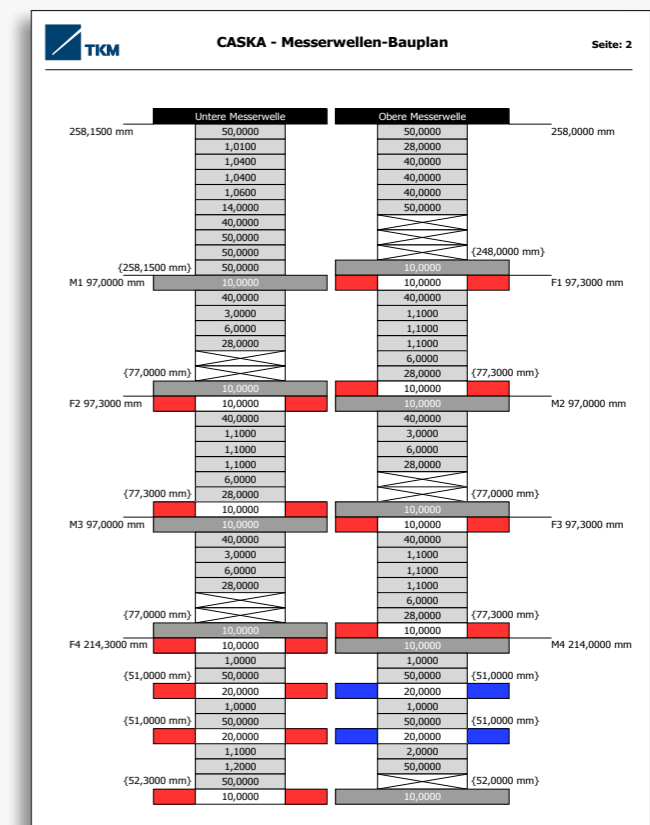 TKM
CASKA - Messerwellen-Bauplan
Seite: 2
Untere Messerwelle Obere Messerwelle
258,1500 mm 50,0000 50,0000 258,0000 mm
1,0100 28,0000
1,0400 40,0000
1,0400 40,0000
1,0600 40,0000
14,0000 50,0000
40,0000
50,0000
50,0000 {248,0000 mm}
{258,1500 mm} 50,0000 10,0000
M1 97,0000 mm 10,0000 10,0000 F1 97,3000 mm
40,0000 40,0000
3,0000 1,1000
6,0000 1,1000
28,0000 1,1000
6,0000
{77,0000 mm} 28,0000 {77,3000 mm}
10,0000 10,0000
F2 97,3000 mm 10,0000 10,0000 M2 97,0000 mm
40,0000 40,0000
1,1000 3,0000
1,1000 6,0000
1,1000 28,0000
6,0000
{77,3000 mm} 28,0000 {77,0000 mm}
10,0000 10,0000
M3 97,0000 mm 10,0000 10,0000 F3 97,3000 mm
40,0000 40,0000
3,0000 1,1000
6,0000 1,1000
28,0000 1,1000
6,0000
{77,0000 mm} 28,0000 {77,3000 mm}
10,0000 10,0000
F4 214,3000 mm 10,0000 10,0000 M4 214,0000 mm
1,0000 1,0000
{51,0000 mm} 50,0000 50,0000 {51,0000 mm}
20,0000 20,0000
1,0000 1,0000
{51,0000 mm} 50,0000 50,0000 {51,0000 mm}
20,0000 20,0000
1,1000 2,0000
1,2000 50,0000
{52,3000 mm} 50,0000 {52,0000 mm}
10,0000 10,0000